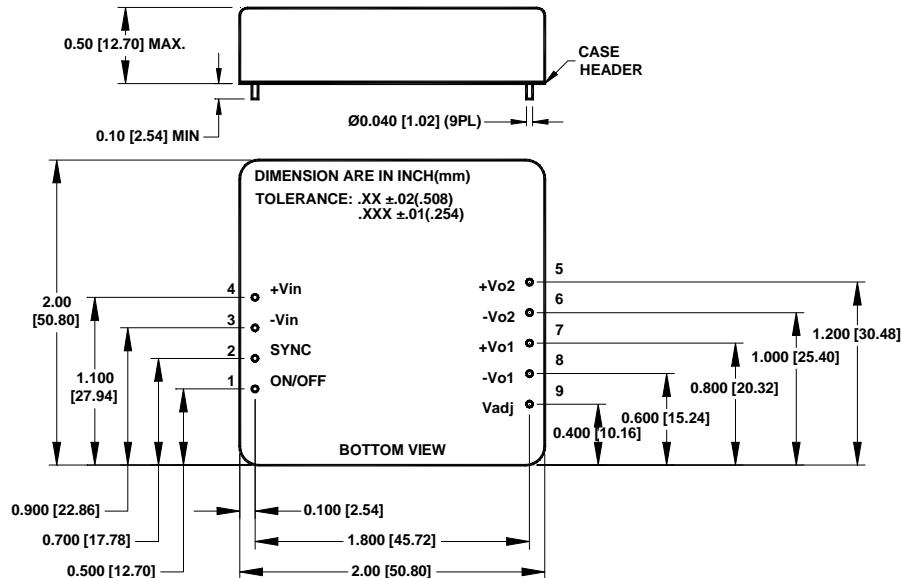 0.50 [12.70] MAX.
CASE
HEADER
0.10 [2.54] MIN
Ø0.040 [1.02] (9PL)
DIMENSION ARE IN INCH(mm)
TOLERANCE: .XX ±.02(.508)
.XXX ±.01(.254)
2.00
[50.80]
4 +Vin
3 -Vin
2 SYNC
1 ON/OFF
+Vo2 5
-Vo2 6
+Vo1 7
-Vo1 8
Vadj 9
1.100
[27.94]
1.200 [30.48]
1.000 [25.40]
0.800 [20.32]
0.600 [15.24]
0.400 [10.16]
BOTTOM VIEW
0.900 [22.86]
0.100 [2.54]
0.700 [17.78]
1.800 [45.72]
0.500 [12.70]
2.00 [50.80]